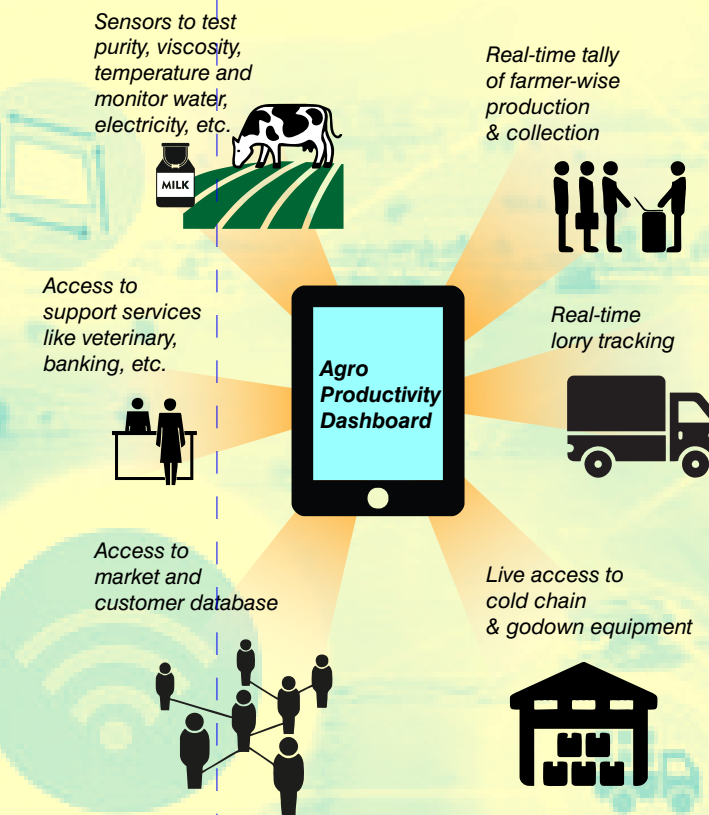 Sensors to test
purity, viscosity,
temperature and
monitor water,
electricity, etc.
MILK
Real-time tally
of farmer-wise
production
& collection
Access to
support services
like veterinary,
banking, etc.
Agro
Productivity
Dashboard
Real-time
lorry tracking
Access to
market and
customer database
Live access to
cold chain
& godown equipment